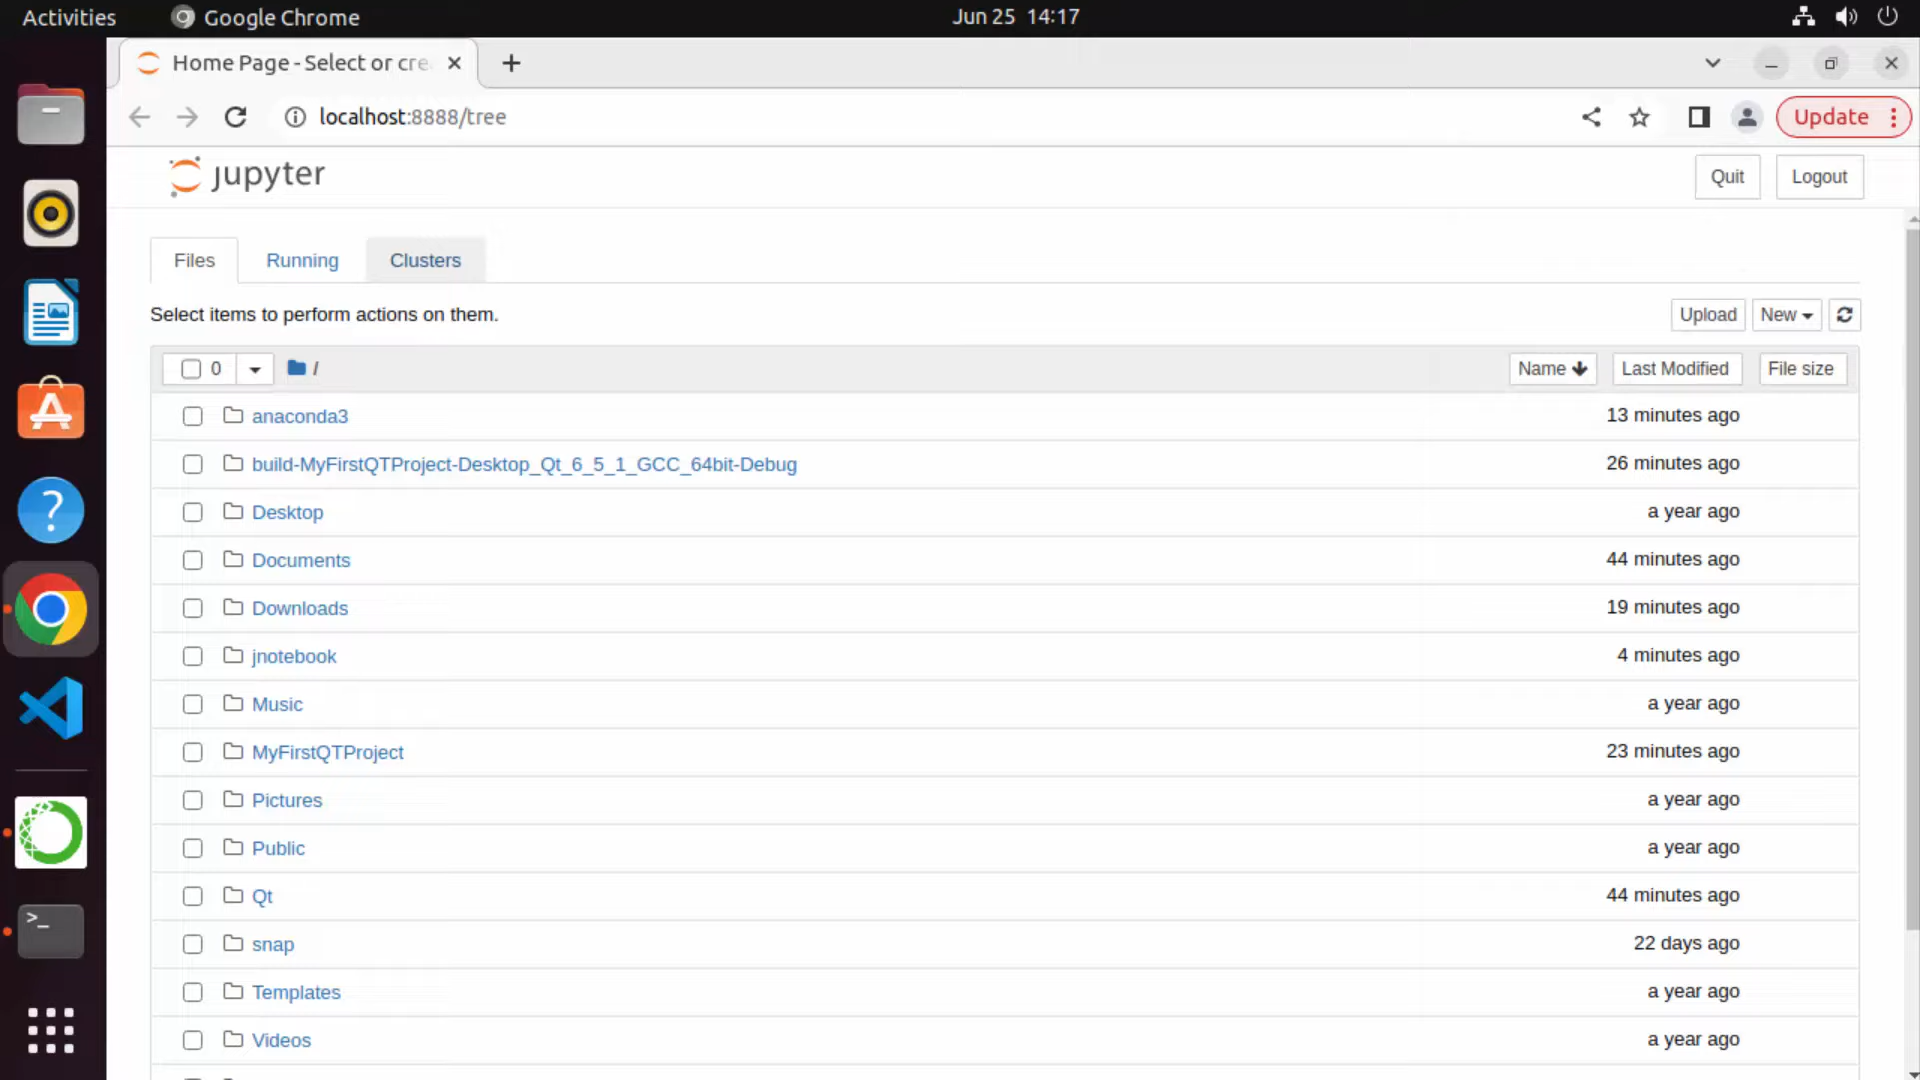 Activities Google Chrome Jun 25 14:17
Home Page - Select or cre
localhost:8888/tree Update
jupyter Quit Logout
Files Running Clusters
Select items to perform actions on them. Upload New
0 / Name Last Modified File size
anaconda3 13 minutes ago
build-MyFirstQTProject-Desktop_Qt_6_5_1_GCC_64bit-Debug 26 minutes ago
Desktop a year ago
Documents 44 minutes ago
Downloads 19 minutes ago
jnotebook 4 minutes ago
Music a year ago
MyFirstQTProject 23 minutes ago
Pictures a year ago
Public a year ago
Qt 44 minutes ago
snap 22 days ago
Templates a year ago
Videos a year ago